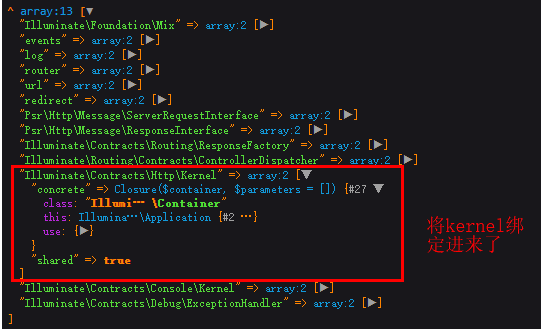 ^ array:13 [▼
"Illuminate\Foundation\Mix" => array:2 [▶]
"events" => array:2 [▶]
"log" => array:2 [▶]
"router" => array:2 [▶]
"url" => array:2 [▶]
"redirect" => array:2 [▶]
"Psr\Http\Message\ServerRequestInterface" => array:2 [▶]
"Psr\Http\Message\ResponseInterface" => array:2 [▶]
"Illuminate\Contracts\Routing\ResponseFactory" => array:2 [▶]
"Illuminate\Routing\Contracts\ControllerDispatcher" => array:2 [▶]
"Illuminate\Contracts\Http\Kernel" => array:2 [▼
"concrete" => Closure($container, $parameters = []) {#27 ▼
class: "Illumi… \Container"
this: Illumina…\Application {#2 …}
use: {▶}
}
"shared" => true
]
将kernel绑
定进来了
"Illuminate\Contracts\Console\Kernel" => array:2 [▶]
"Illuminate\Contracts\Debug\ExceptionHandler" => array:2 [▶]
]